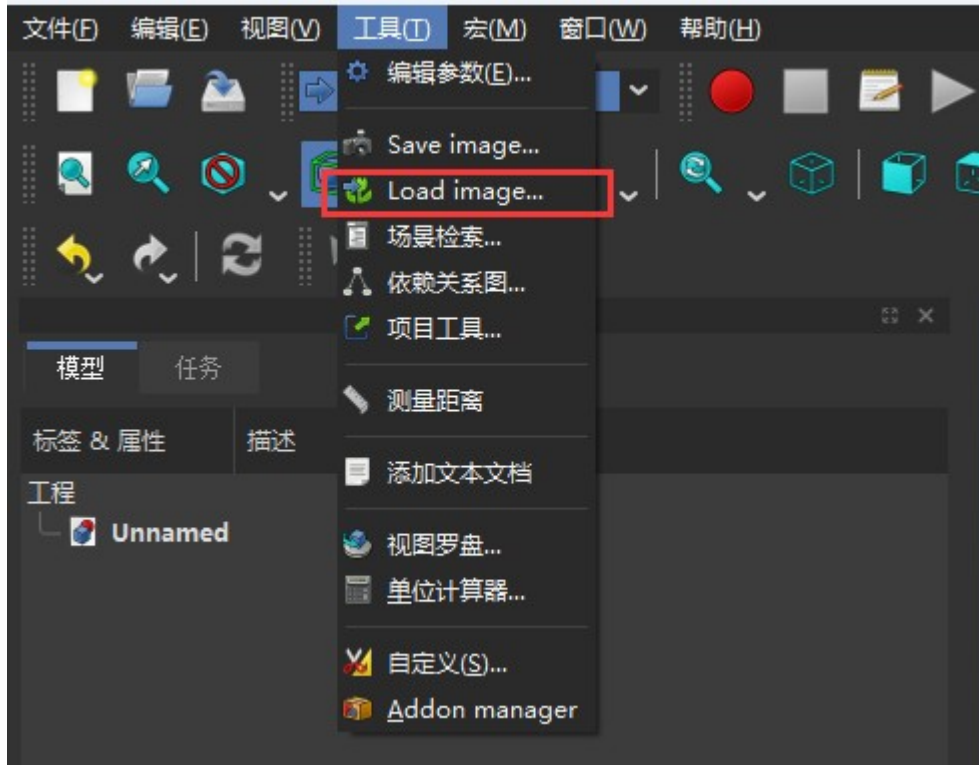 文件(F) 编辑(E) 视图(V) 工具(T) 宏(M) 窗口(W) 帮助(H)
编辑参数(E)...
Save image...
Load image...
场景检索...
依赖关系图...
项目工具...
测量距离
添加文本文档
视图罗盘...
单位计算器...
自定义(S)...
Addon manager
模型 任务
标签 & 属性 描述
工程
Unnamed